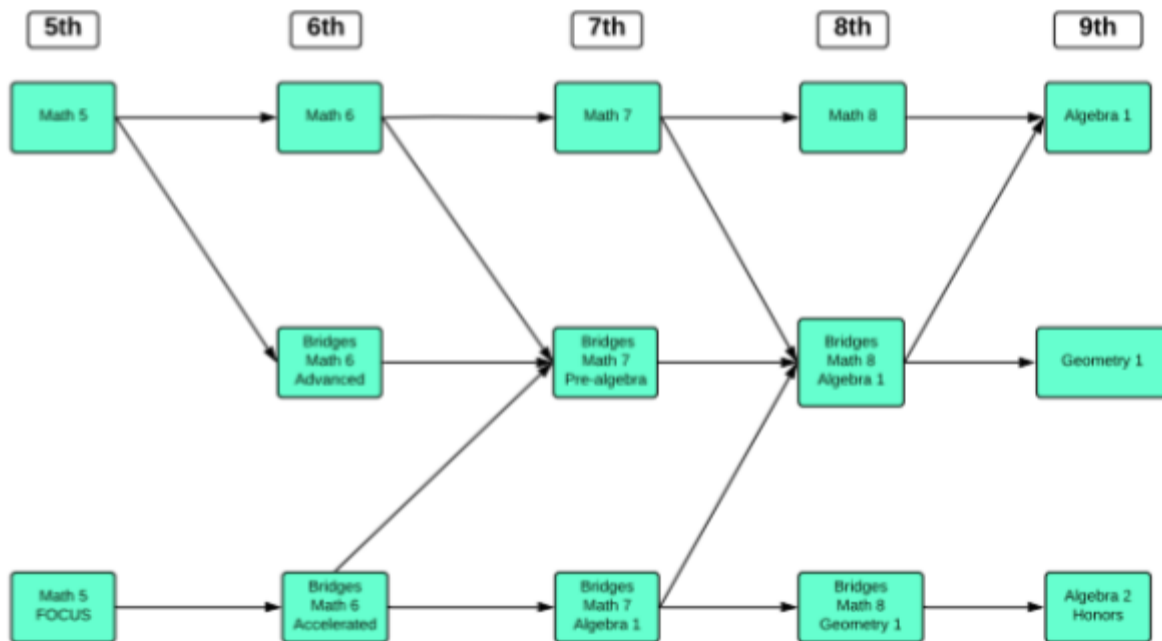 5th
6th
7th
8th
9th
Math 5
Math 6
Math 7
Math 8
Algebra 1
Bridges
Math 6
Advanced
Bridges
Math 7
Pre-algebra
Bridges
Math 8
Algebra 1
Geometry 1
Math 5
FOCUS
Bridges
Math 6
Accelerated
Bridges
Math 7
Algebra 1
Bridges
Math 8
Geometry 1
Algebra 2
Honors